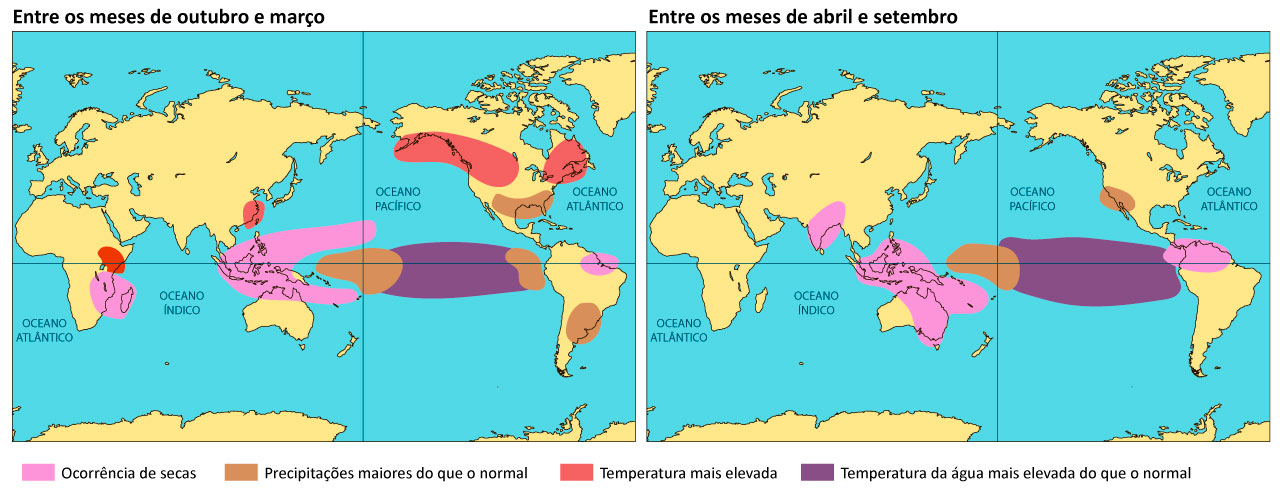 Entre os meses de outubro e março
OCEANO
PACÍFICO
OCEANO
ATLÂNTICO
OCEANO
ÍNDICO
OCEANO
ATLÂNTICO
Entre os meses de abril e setembro
OCEANO
PACÍFICO
OCEANO
ATLÂNTICO
OCEANO
ÍNDICO
OCEANO
ATLÂNTICO
Ocorrência de secas
Precipitações maiores do que o normal
Temperatura mais elevada
Temperatura da água mais elevada do que o normal